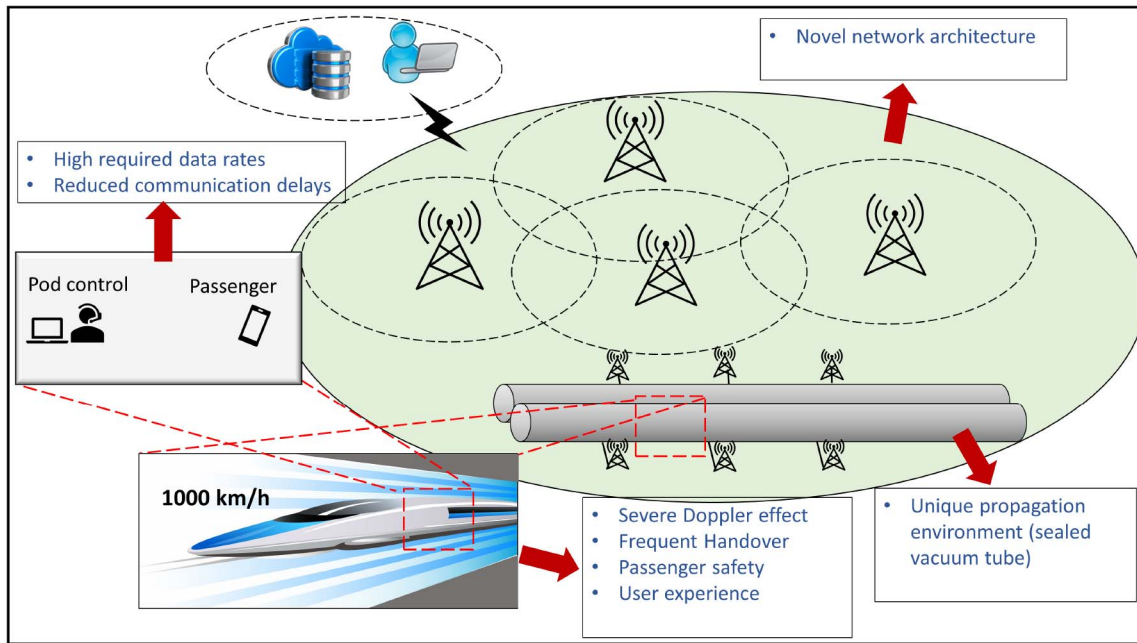 • Novel network architecture
• High required data rates
• Reduced communication delays
Pod control
Passenger
1000 km/h
• Severe Doppler effect
• Frequent Handover
• Passenger safety
• User experience
• Unique propagation
environment (sealed
vacuum tube)